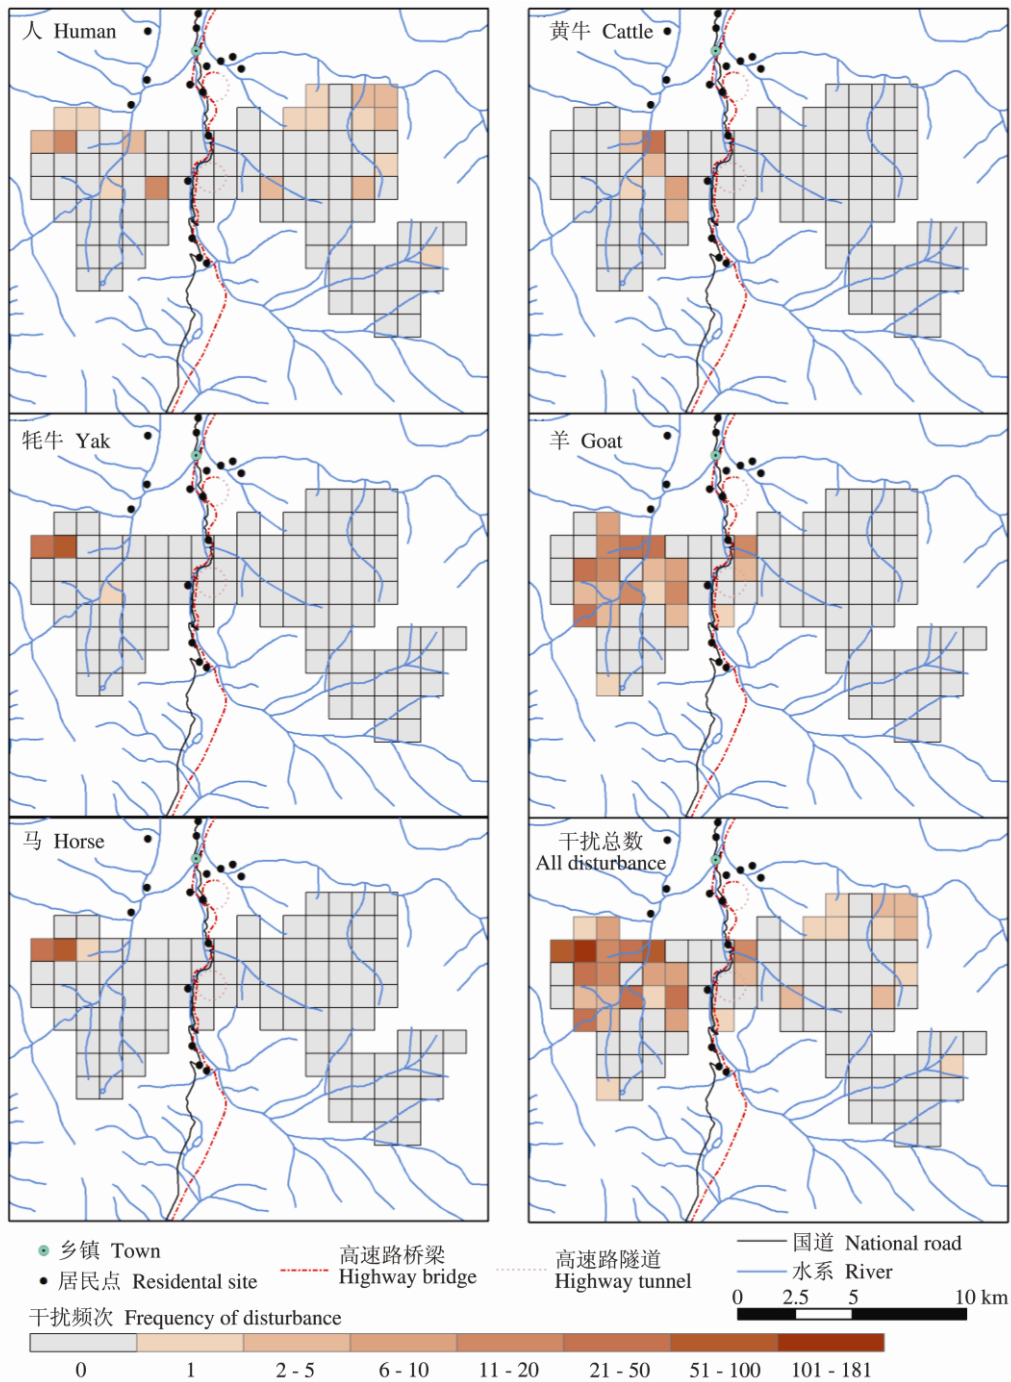 人 Human
黄牛 Cattle
牦牛 Yak
羊 Goat
马 Horse
干扰总数
All disturbance
乡镇 Town
居民点 Residental site
高速路桥梁
Highway bridge
高速路隧道
Highway tunnel
国道 National road
水系 River
0 2.5 5 10 km
干扰频次 Frequency of disturbance
0 1 2 - 5 6 - 10 11 - 20 21 - 50 51 - 100 101 - 181